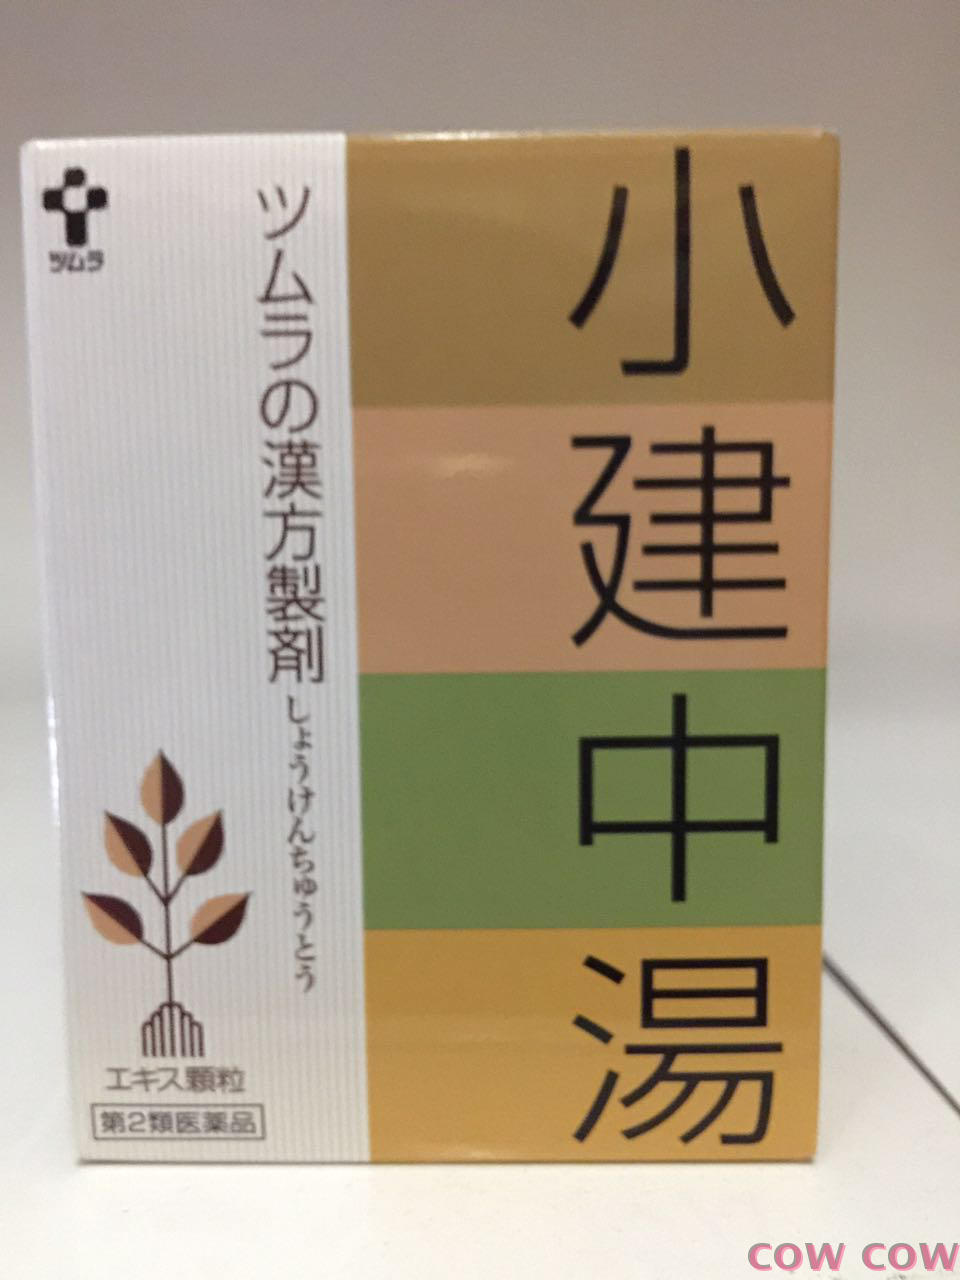 小建中湯
ツムラの漢方製剤
しょうけんちゅうとう
ツムラ
エキス顆粒
第2類医薬品
COW COW